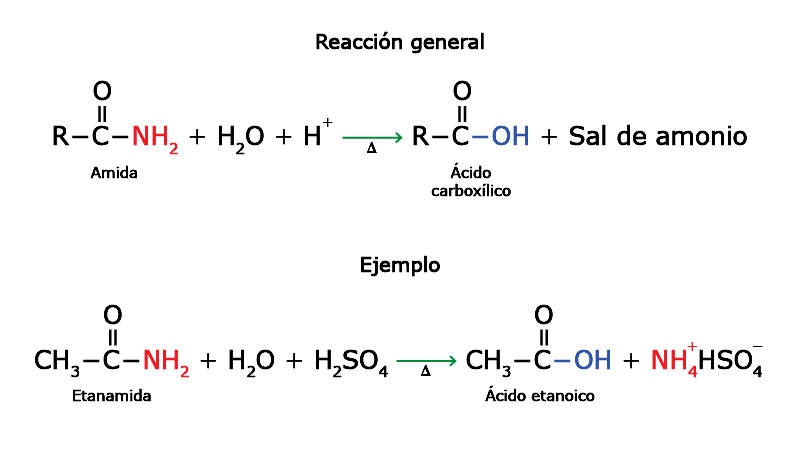 Reacción general
O
||
R–C–NH₂ + H₂O + H⁺ →
Δ
O
||
R–C–OH + Sal de amonio
Amida
Ácido
carboxílico
Ejemplo
O
||
CH₃–C–NH₂ + H₂O + H₂SO₄ →
Δ
O
||
CH₃–C–OH + NH₄⁺HSO₄⁻
Etanamida
Ácido etanoico